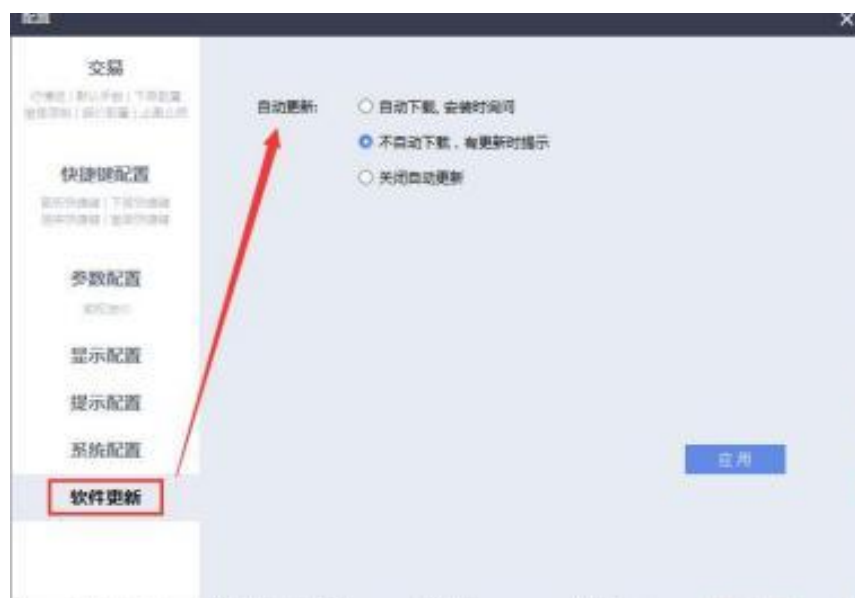 配置
交易
快捷键配置
参数配置
显示配置
提示配置
系统配置
软件更新
自动更新:
自动下载, 安装时询问
不自动下载，有更新时提示
关闭自动更新
应用